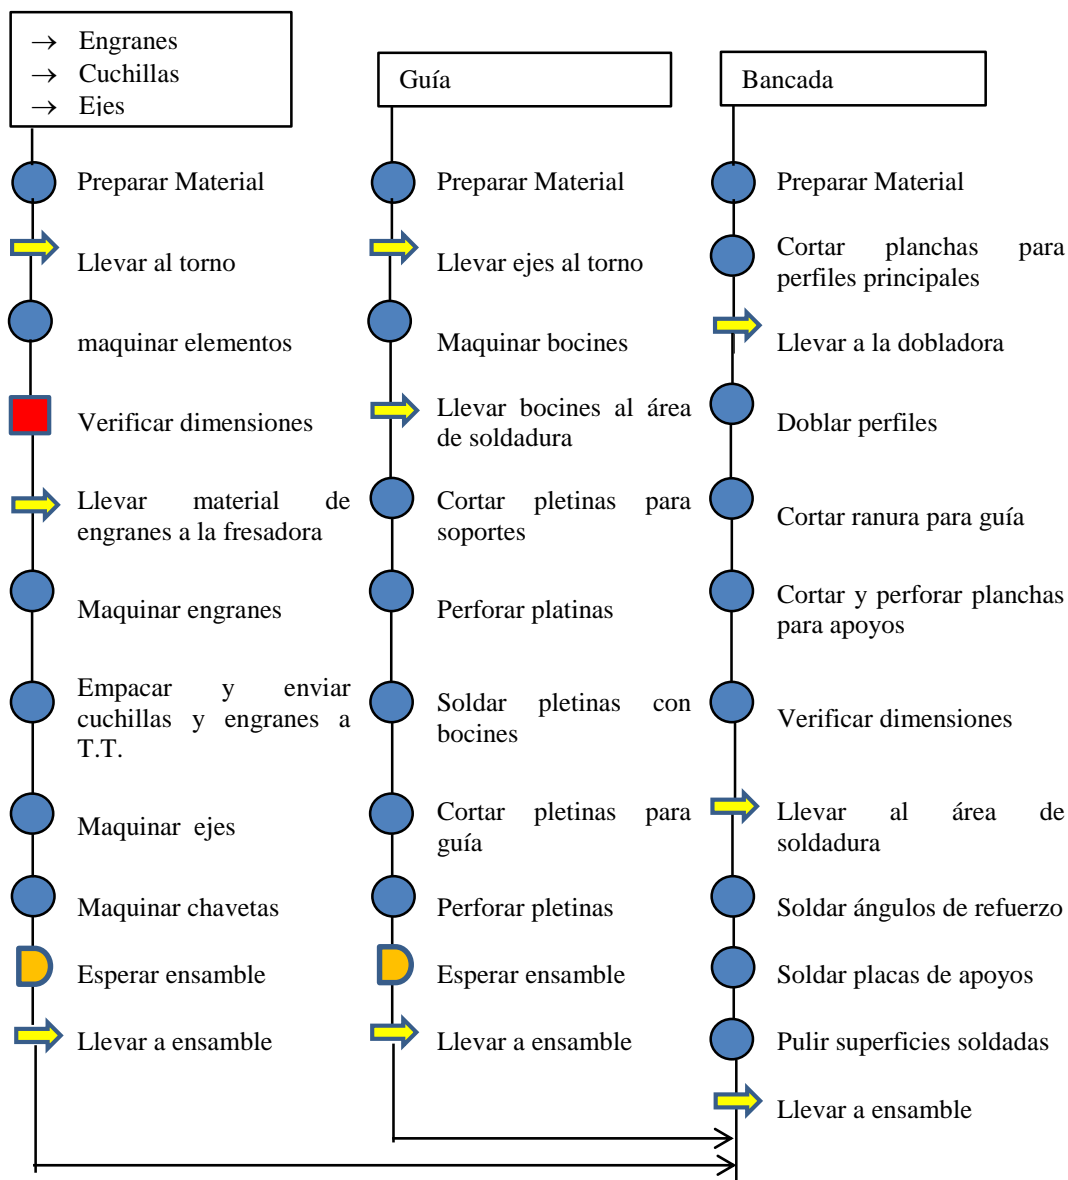 → Engranes
→ Cuchillas
→ Ejes
Preparar Material
Llevar al torno
maquinar elementos
Verificar dimensiones
Llevar material de
engranes a la fresadora
Maquinar engranes
Empacar y enviar
cuchillas y engranes a
T.T.
Maquinar ejes
Maquinar chavetas
Esperar ensamble
Llevar a ensamble
Guía
Preparar Material
Llevar ejes al torno
Maquinar bocines
Llevar bocines al área
de soldadura
Cortar pletinas para
soportes
Perforar platinas
Soldar pletinas con
bocines
Cortar pletinas para
guía
Perforar pletinas
Esperar ensamble
Llevar a ensamble
Bancada
Preparar Material
Cortar planchas para
perfiles principales
Llevar a la dobladora
Doblar perfiles
Cortar ranura para guía
Cortar y perforar planchas
para apoyos
Verificar dimensiones
Llevar al área de
soldadura
Soldar ángulos de refuerzo
Soldar placas de apoyos
Pulir superficies soldadas
Llevar a ensamble